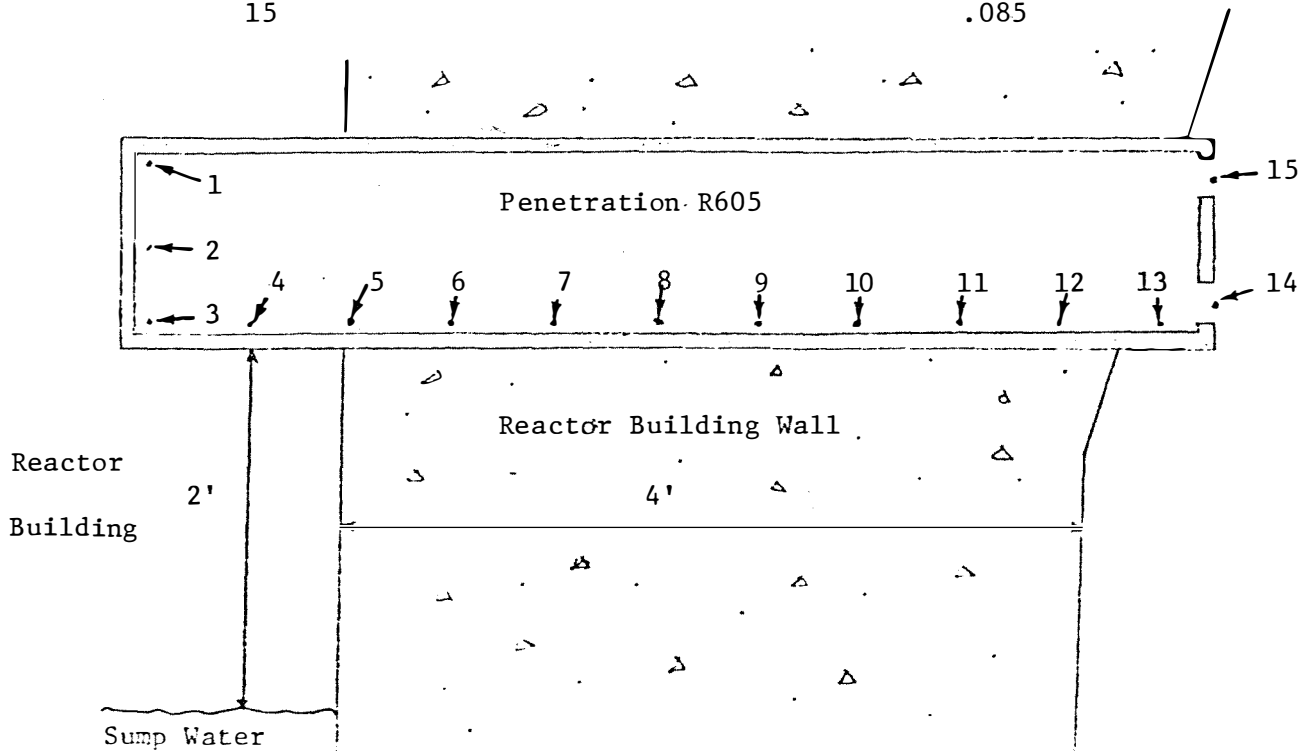 15 .085
1
Penetration R605
15
2
4 5 6 7 8 9 10 11 12 13 14
3
Reactor Building Wall
Reactor
2' 4'
Building
Sump Water